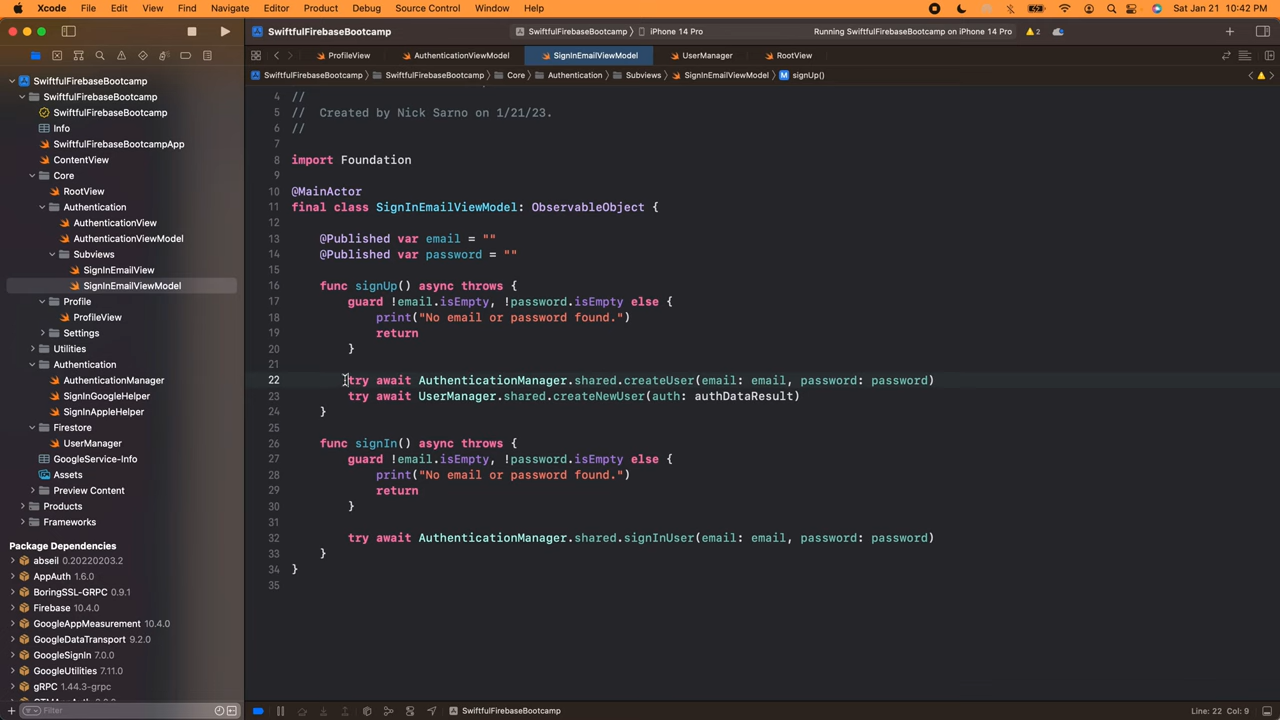 Xcode File Edit View Find Navigate Editor Product Debug Source Control Window Help Sat Jan 21 10:42 PM
SwiftfulFirebaseBootcamp SwiftfulFirebaseBootcamp iPhone 14 Pro Running SwiftfulFirebaseBootcamp on iPhone 14 Pro 2
ProfileView AuthenticationViewModel SignInEmailViewModel UserManager RootView
SwiftfulFirebaseBootcamp SwiftfulFirebaseBootcamp Core Authentication Subviews SignInEmailViewModel M signUp()
SwiftfulFirebaseBootcamp
SwiftfulFirebaseBootcamp
SwiftfulFirebaseBootcamp
Info
SwiftfulFirebaseBootcampApp
ContentView
Core
RootView
Authentication
AuthenticationView
AuthenticationViewModel
Subviews
SignInEmailView
SignInEmailViewModel
Profile
ProfileView
Settings
Utilities
Authentication
AuthenticationManager
SignInGoogleHelper
SignInAppleHelper
Firestore
UserManager
GoogleService-Info
Assets
Preview Content
Products
Frameworks
Package Dependencies
abseil 0.20220203.2
AppAuth 1.6.0
BoringSSL-GRPC 0.9.1
Firebase 10.4.0
GoogleAppMeasurement 10.4.0
GoogleDataTransport 9.2.0
GoogleSignIn 7.0.0
GoogleUtilities 7.11.0
gRPC 1.44.3-grpc
Filter
4 //
5 // Created by Nick Sarno on 1/21/23.
6 //
7
8 import Foundation
9
10 @MainActor
11 final class SignInEmailViewModel: ObservableObject {
12
13 @Published var email = ""
14 @Published var password = ""
15
16 func signUp() async throws {
17 guard !email.isEmpty, !password.isEmpty else {
18 print("No email or password found.")
19 return
20 }
21
22 try await AuthenticationManager.shared.createUser(email: email, password: password)
23 try await UserManager.shared.createNewUser(auth: authDataResult)
24 }
25
26 func signIn() async throws {
27 guard !email.isEmpty, !password.isEmpty else {
28 print("No email or password found.")
29 return
30 }
31
32 try await AuthenticationManager.shared.signInUser(email: email, password: password)
33 }
34 }
35
SwiftfulFirebaseBootcamp Line: 22 Col: 9